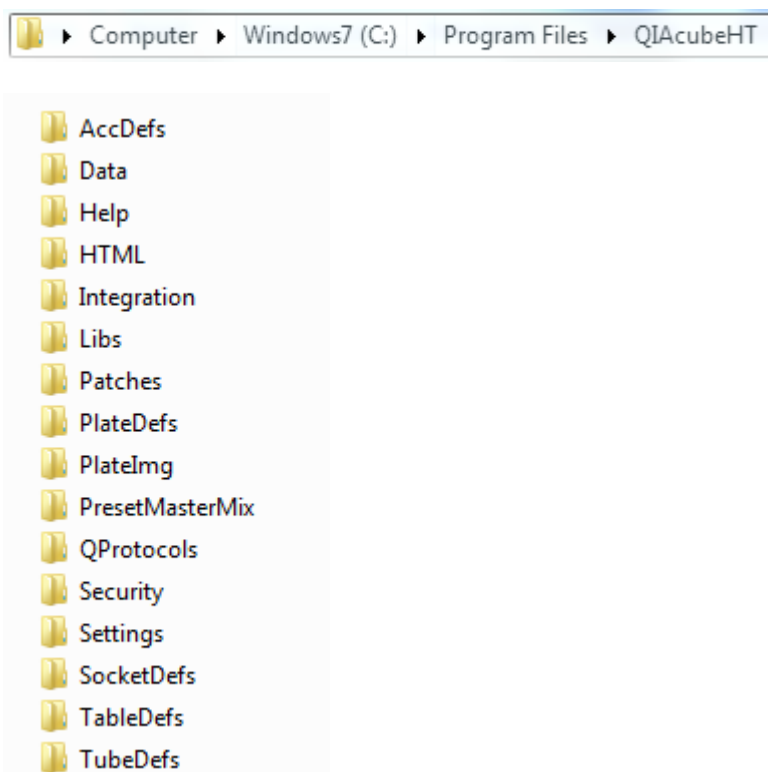 Computer Windows7 (C:) Program Files QIAcubeHT
AccDefs
Data
Help
HTML
Integration
Libs
Patches
PlateDefs
PlateImg
PresetMasterMix
QProtocols
Security
Settings
SocketDefs
TableDefs
TubeDefs